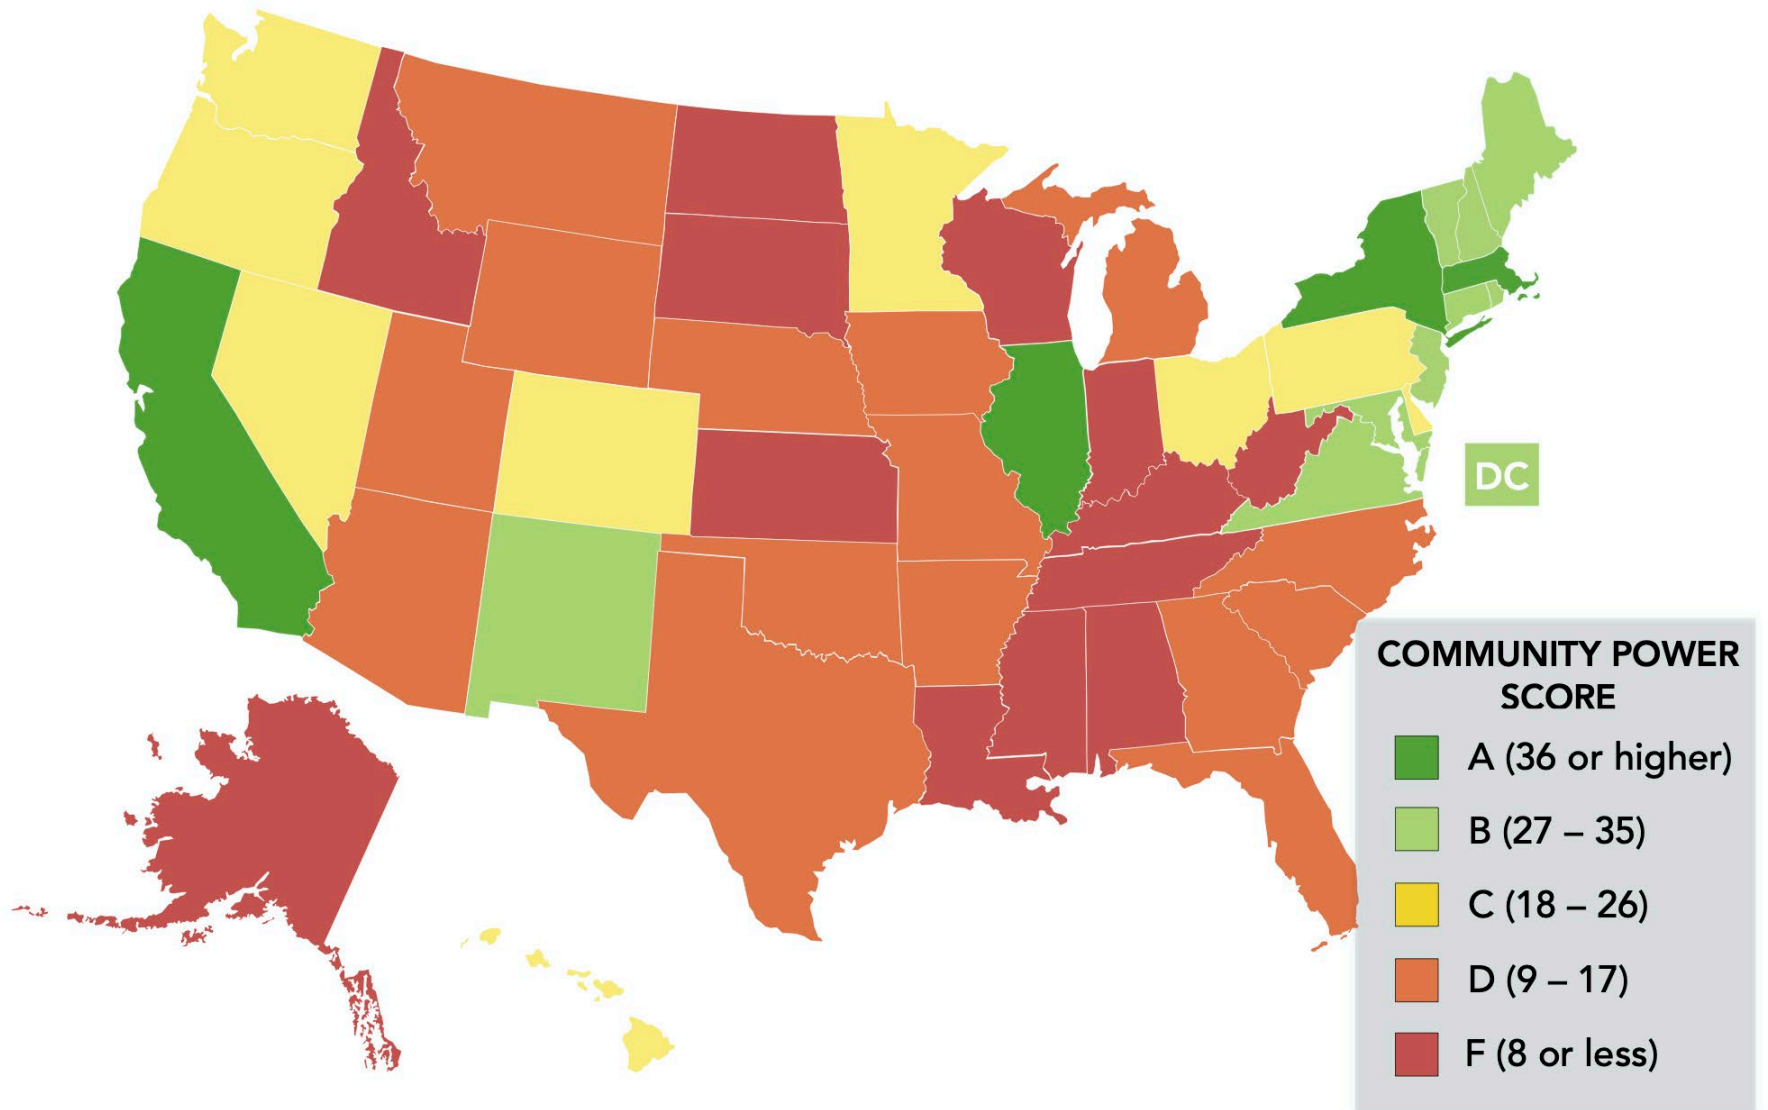 DC
COMMUNITY POWER
SCORE
A (36 or higher)
B (27 – 35)
C (18 – 26)
D (9 – 17)
F (8 or less)